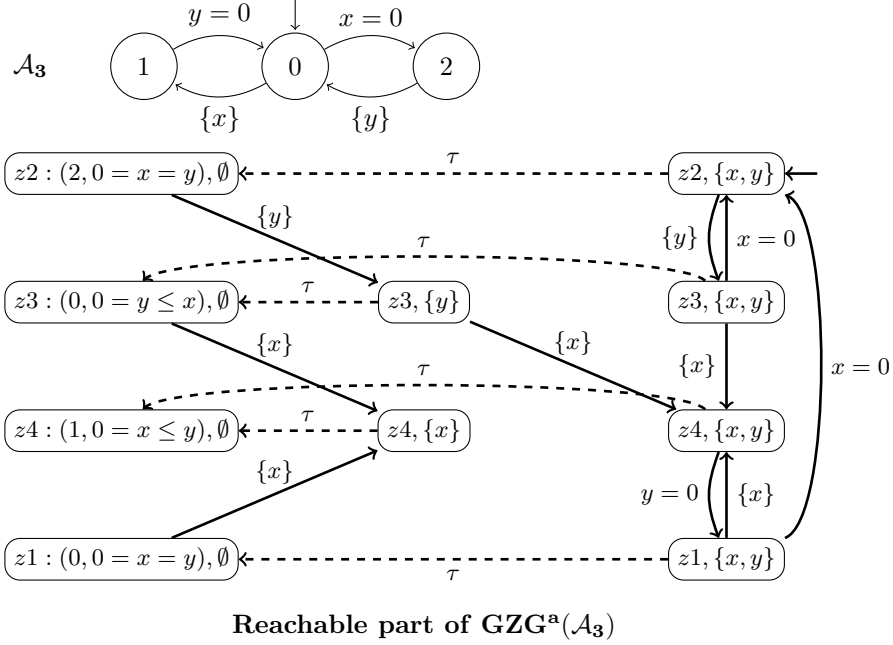 y = 0
x = 0
𝒜₃
1
0
2
{x}
{y}
z2 : (2, 0 = x = y), ∅
τ
z2, {x, y}
{y}
{y}
x = 0
τ
z3 : (0, 0 = y ≤ x), ∅
τ
z3, {y}
z3, {x, y}
{x}
{x}
{x}
x = 0
τ
z4 : (1, 0 = x ≤ y), ∅
τ
z4, {x}
z4, {x, y}
{x}
y = 0
{x}
z1 : (0, 0 = x = y), ∅
τ
z1, {x, y}
Reachable part of GZGᵃ(𝒜₃)